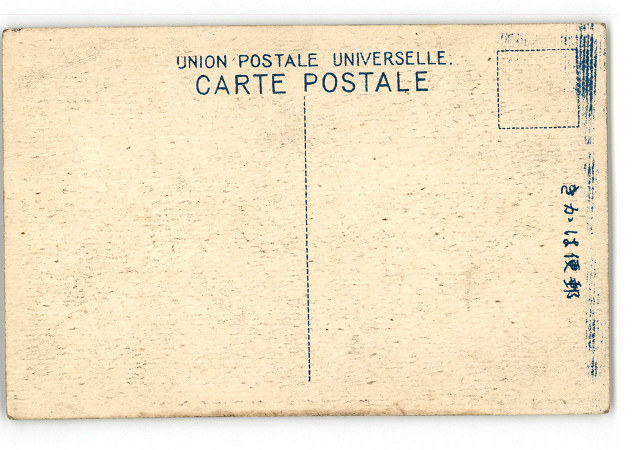 UNION POSTALE UNIVERSELLE.
CARTE POSTALE
きかは便郵